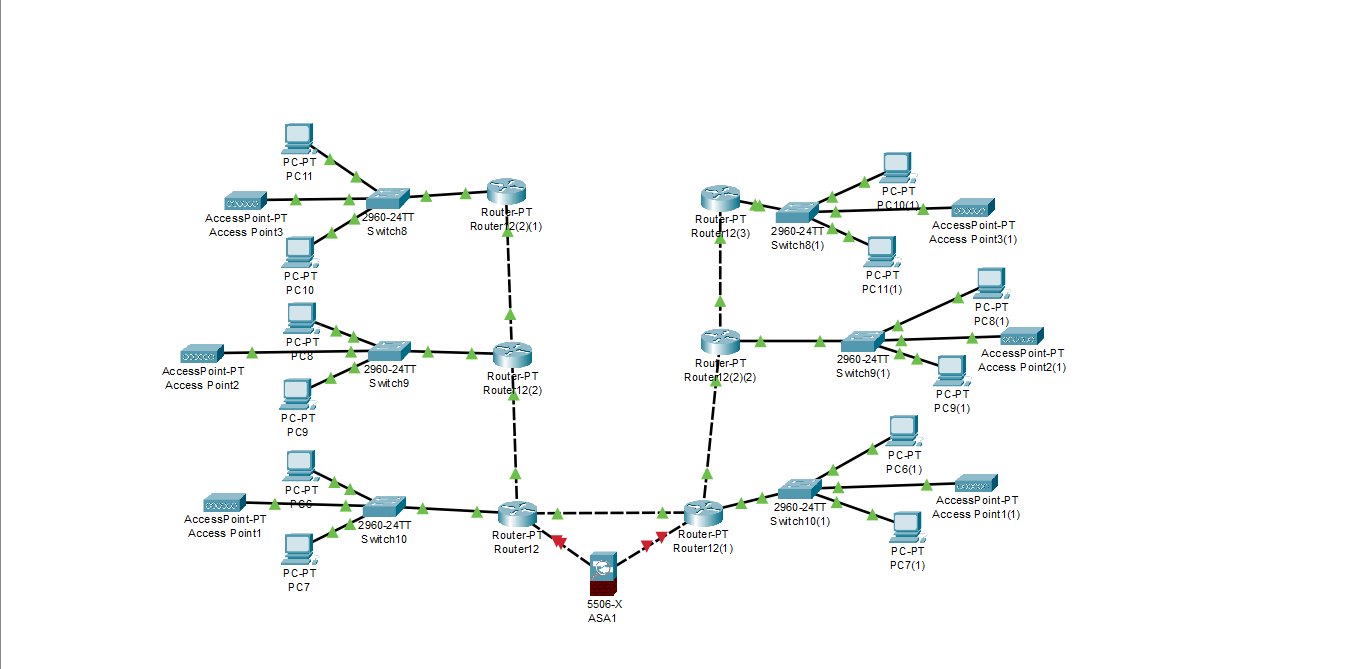 PC-PT
PC11
AccessPoint-PT
Access Point3
2960-24TT
Switch8
Router-PT
Router12(2)(1)
PC-PT
PC10
PC-PT
PC8
AccessPoint-PT
Access Point2
2960-24TT
Switch9
Router-PT
Router12(2)
PC-PT
PC9
PC-PT
PC6
AccessPoint-PT
Access Point1
2960-24TT
Switch10
Router-PT
Router12
PC-PT
PC7
5506-X
ASA1
Router-PT
Router12(3)
2960-24TT
Switch8(1)
PC-PT
PC10(1)
AccessPoint-PT
Access Point3(1)
PC-PT
PC11(1)
PC-PT
PC8(1)
Router-PT
Router12(2)(2)
2960-24TT
Switch9(1)
AccessPoint-PT
Access Point2(1)
PC-PT
PC9(1)
PC-PT
PC6(1)
Router-PT
Router12(1)
2960-24TT
Switch10(1)
AccessPoint-PT
Access Point1(1)
PC-PT
PC7(1)